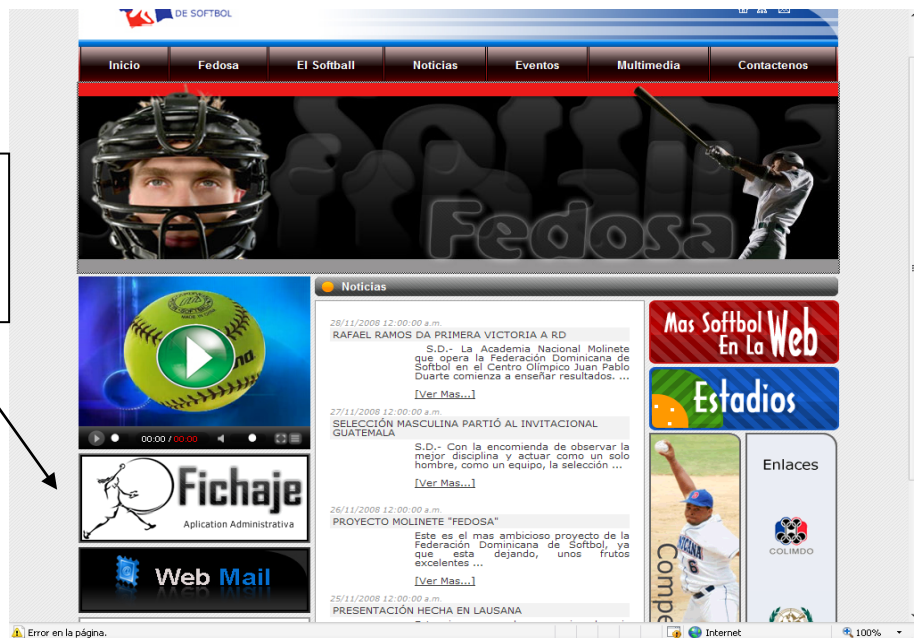 DE SOFTBOL
Inicio Fedosa El Softball Noticias Eventos Multimedia Contactenos
Fedosa
Noticias
28/11/2008 12:00:00 a.m.
RAFAEL RAMOS DA PRIMERA VICTORIA A RD
S.D.- La Academia Nacional Molinete
que opera la Federación Dominicana de
Softbol en el Centro Olímpico Juan Pablo
Duarte comienza a enseñar resultados. ...
[Ver Mas...]
27/11/2008 12:00:00 a.m.
SELECCIÓN MASCULINA PARTIÓ AL INVITACIONAL
GUATEMALA
S.D.- Con la encomienda de observar la
mejor disciplina y actuar como un solo
hombre, como un equipo, la selección ...
[Ver Mas...]
26/11/2008 12:00:00 a.m.
PROYECTO MOLINETE "FEDOSA"
Este es el mas ambicioso proyecto de la
Federación Dominicana de Softbol, ya
que esta dejando, unos frutos
excelentes ...
[Ver Mas...]
25/11/2008 12:00:00 a.m.
PRESENTACIÓN HECHA EN LAUSANA
00:00 / 00:00
Fichaje
Aplication Administrativa
Web Mail
Mas Softbol
En La Web
Estadios
Compe
6
Enlaces
COLIMDO
Error en la página.
Internet
100%